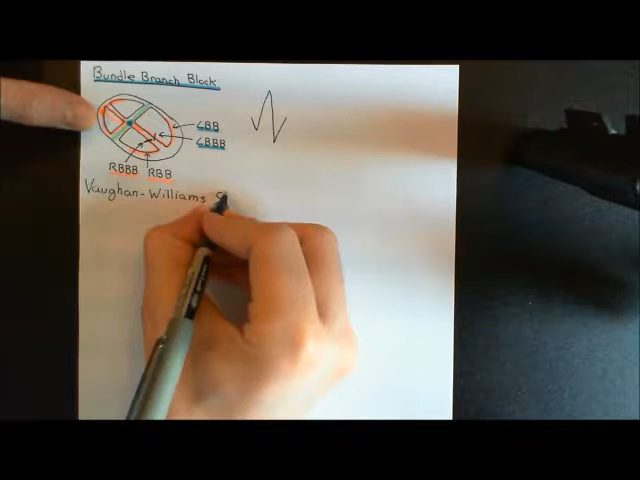 Bundle Branch Block
LBB
LBBB
RBBB RBB
Vaughan-Williams